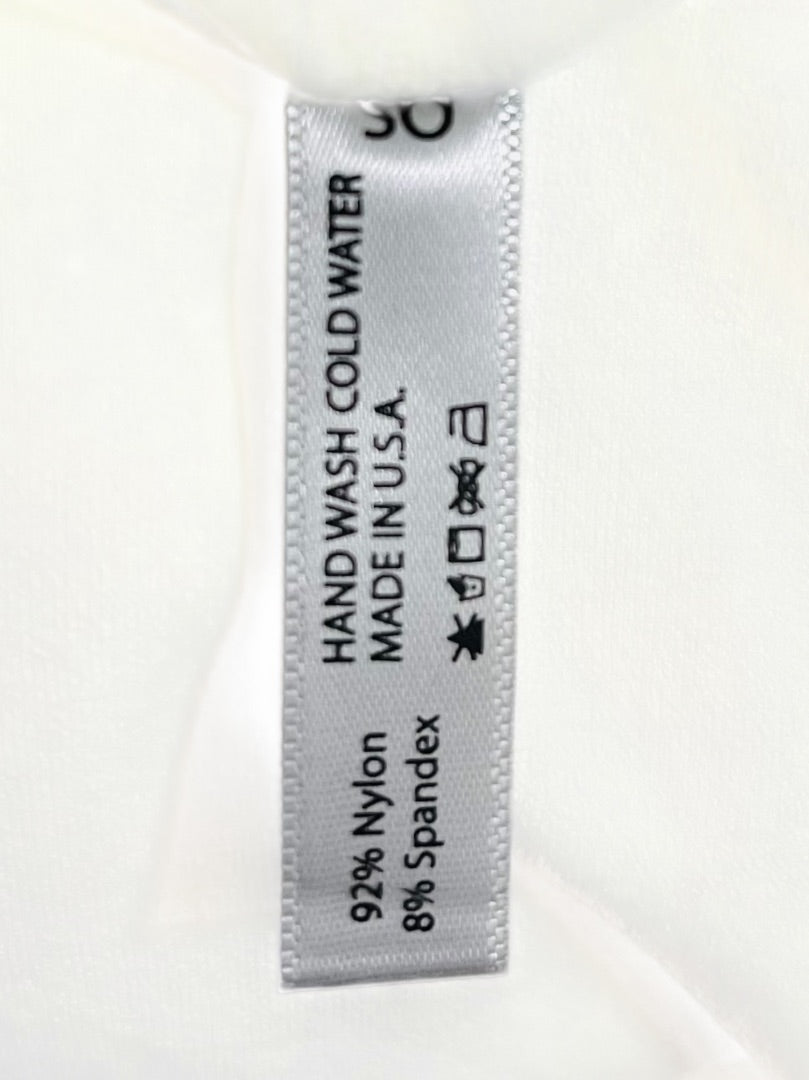 92% Nylon
8% Spandex
HAND WASH COLD WATER
MADE IN U.S.A.